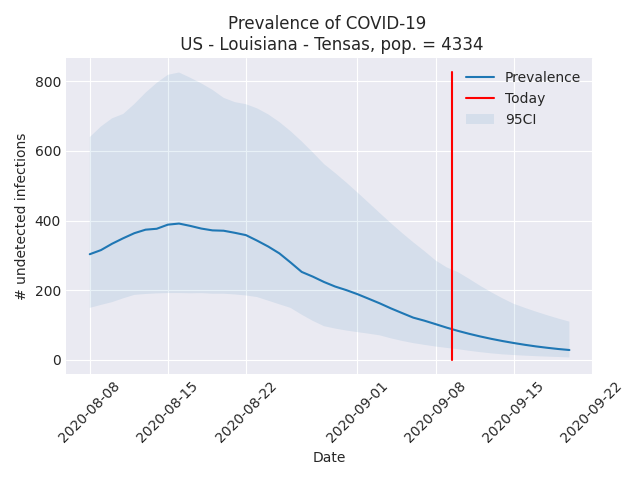 Prevalence of COVID-19
US - Louisiana - Tensas, pop. = 4334
# undetected infections
800
600
400
200
0
Prevalence
Today
95CI
2020-08-08
2020-08-15
2020-08-22
2020-09-01
2020-09-08
2020-09-15
2020-09-22
Date